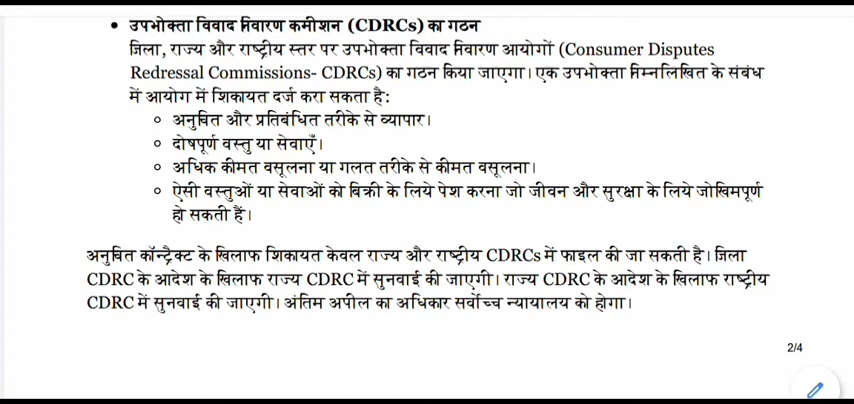 • उपभोक्ता विवाद निवारण कमीशन (CDRCs) का गठन
जिला, राज्य और राष्ट्रीय स्तर पर उपभोक्ता विवाद निवारण आयोगों (Consumer Disputes
Redressal Commissions- CDRCs) का गठन किया जाएगा। एक उपभोक्ता निम्नलिखित के संबंध
में आयोग में शिकायत दर्ज करा सकता है:
◦ अनुचित और प्रतिबंधित तरीके से व्यापार।
◦ दोषपूर्ण वस्तु या सेवाएँ।
◦ अधिक कीमत वसूलना या गलत तरीके से कीमत वसूलना।
◦ ऐसी वस्तुओं या सेवाओं को बिक्री के लिये पेश करना जो जीवन और सुरक्षा के लिये जोखिमपूर्ण
हो सकती हैं।
अनुचित कॉन्ट्रैक्ट के खिलाफ शिकायत केवल राज्य और राष्ट्रीय CDRCs में फाइल की जा सकती है। जिला
CDRC के आदेश के खिलाफ राज्य CDRC में सुनवाई की जाएगी। राज्य CDRC के आदेश के खिलाफ राष्ट्रीय
CDRC में सुनवाई की जाएगी। अंतिम अपील का अधिकार सर्वोच्च न्यायालय को होगा।
2/4